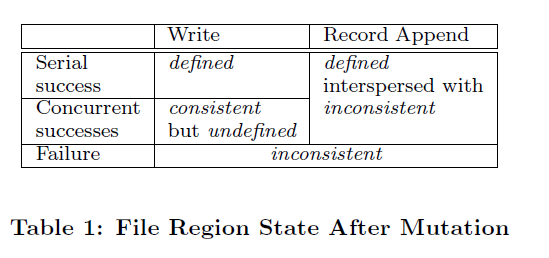 Write Record Append
Serial defined defined
success interspersed with
Concurrent consistent inconsistent
successes but undefined
Failure inconsistent
Table 1: File Region State After Mutation